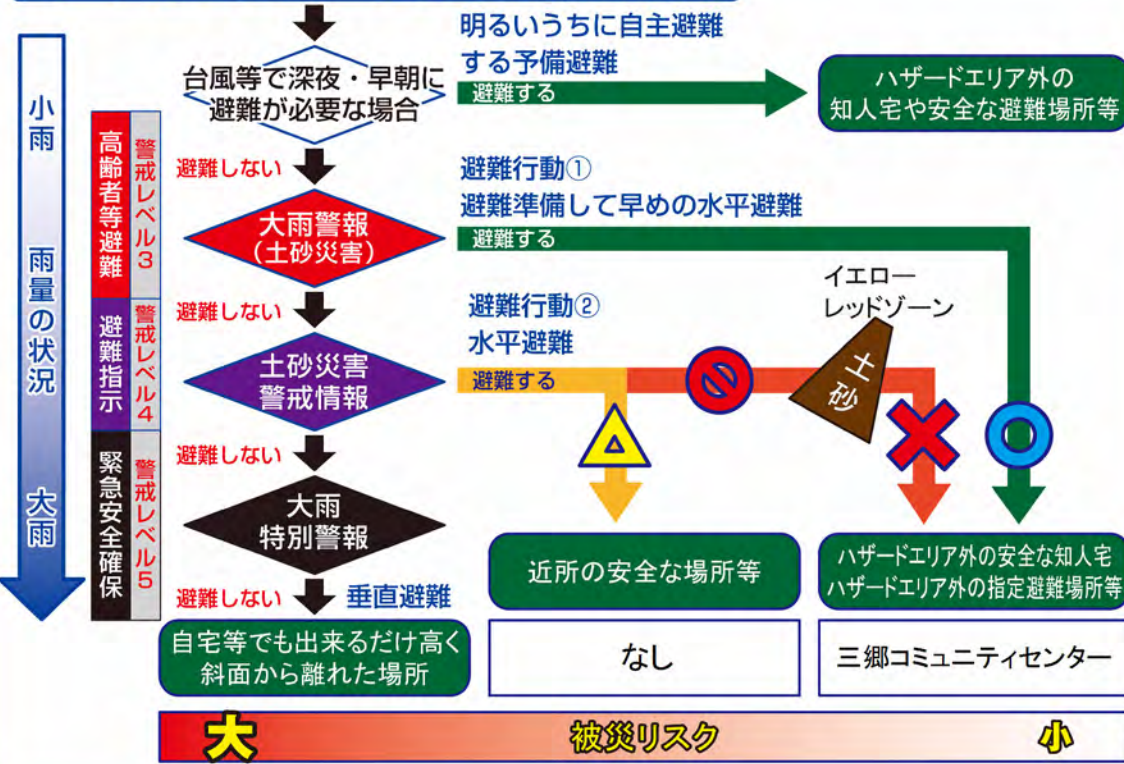 明るいうちに自主避難
する予備避難
避難する
台風等で深夜・早朝に
避難が必要な場合
ハザードエリア外の
知人宅や安全な避難場所等
小雨
雨量の状況
大雨
高齢者等避難
警戒レベル3
避難しない
避難行動①
避難準備して早めの水平避難
避難する
大雨警報
(土砂災害)
イエロー
レッドゾーン
避難指示
警戒レベル4
避難しない
避難行動②
水平避難
避難する
土砂災害
警戒情報
土砂
緊急安全確保
警戒レベル5
避難しない
大雨
特別警報
避難しない
垂直避難
自宅等でも出来るだけ高く
斜面から離れた場所
近所の安全な場所等
なし
ハザードエリア外の安全な知人宅
ハザードエリア外の指定避難場所等
三郷コミュニティセンター
大
被災リスク
小